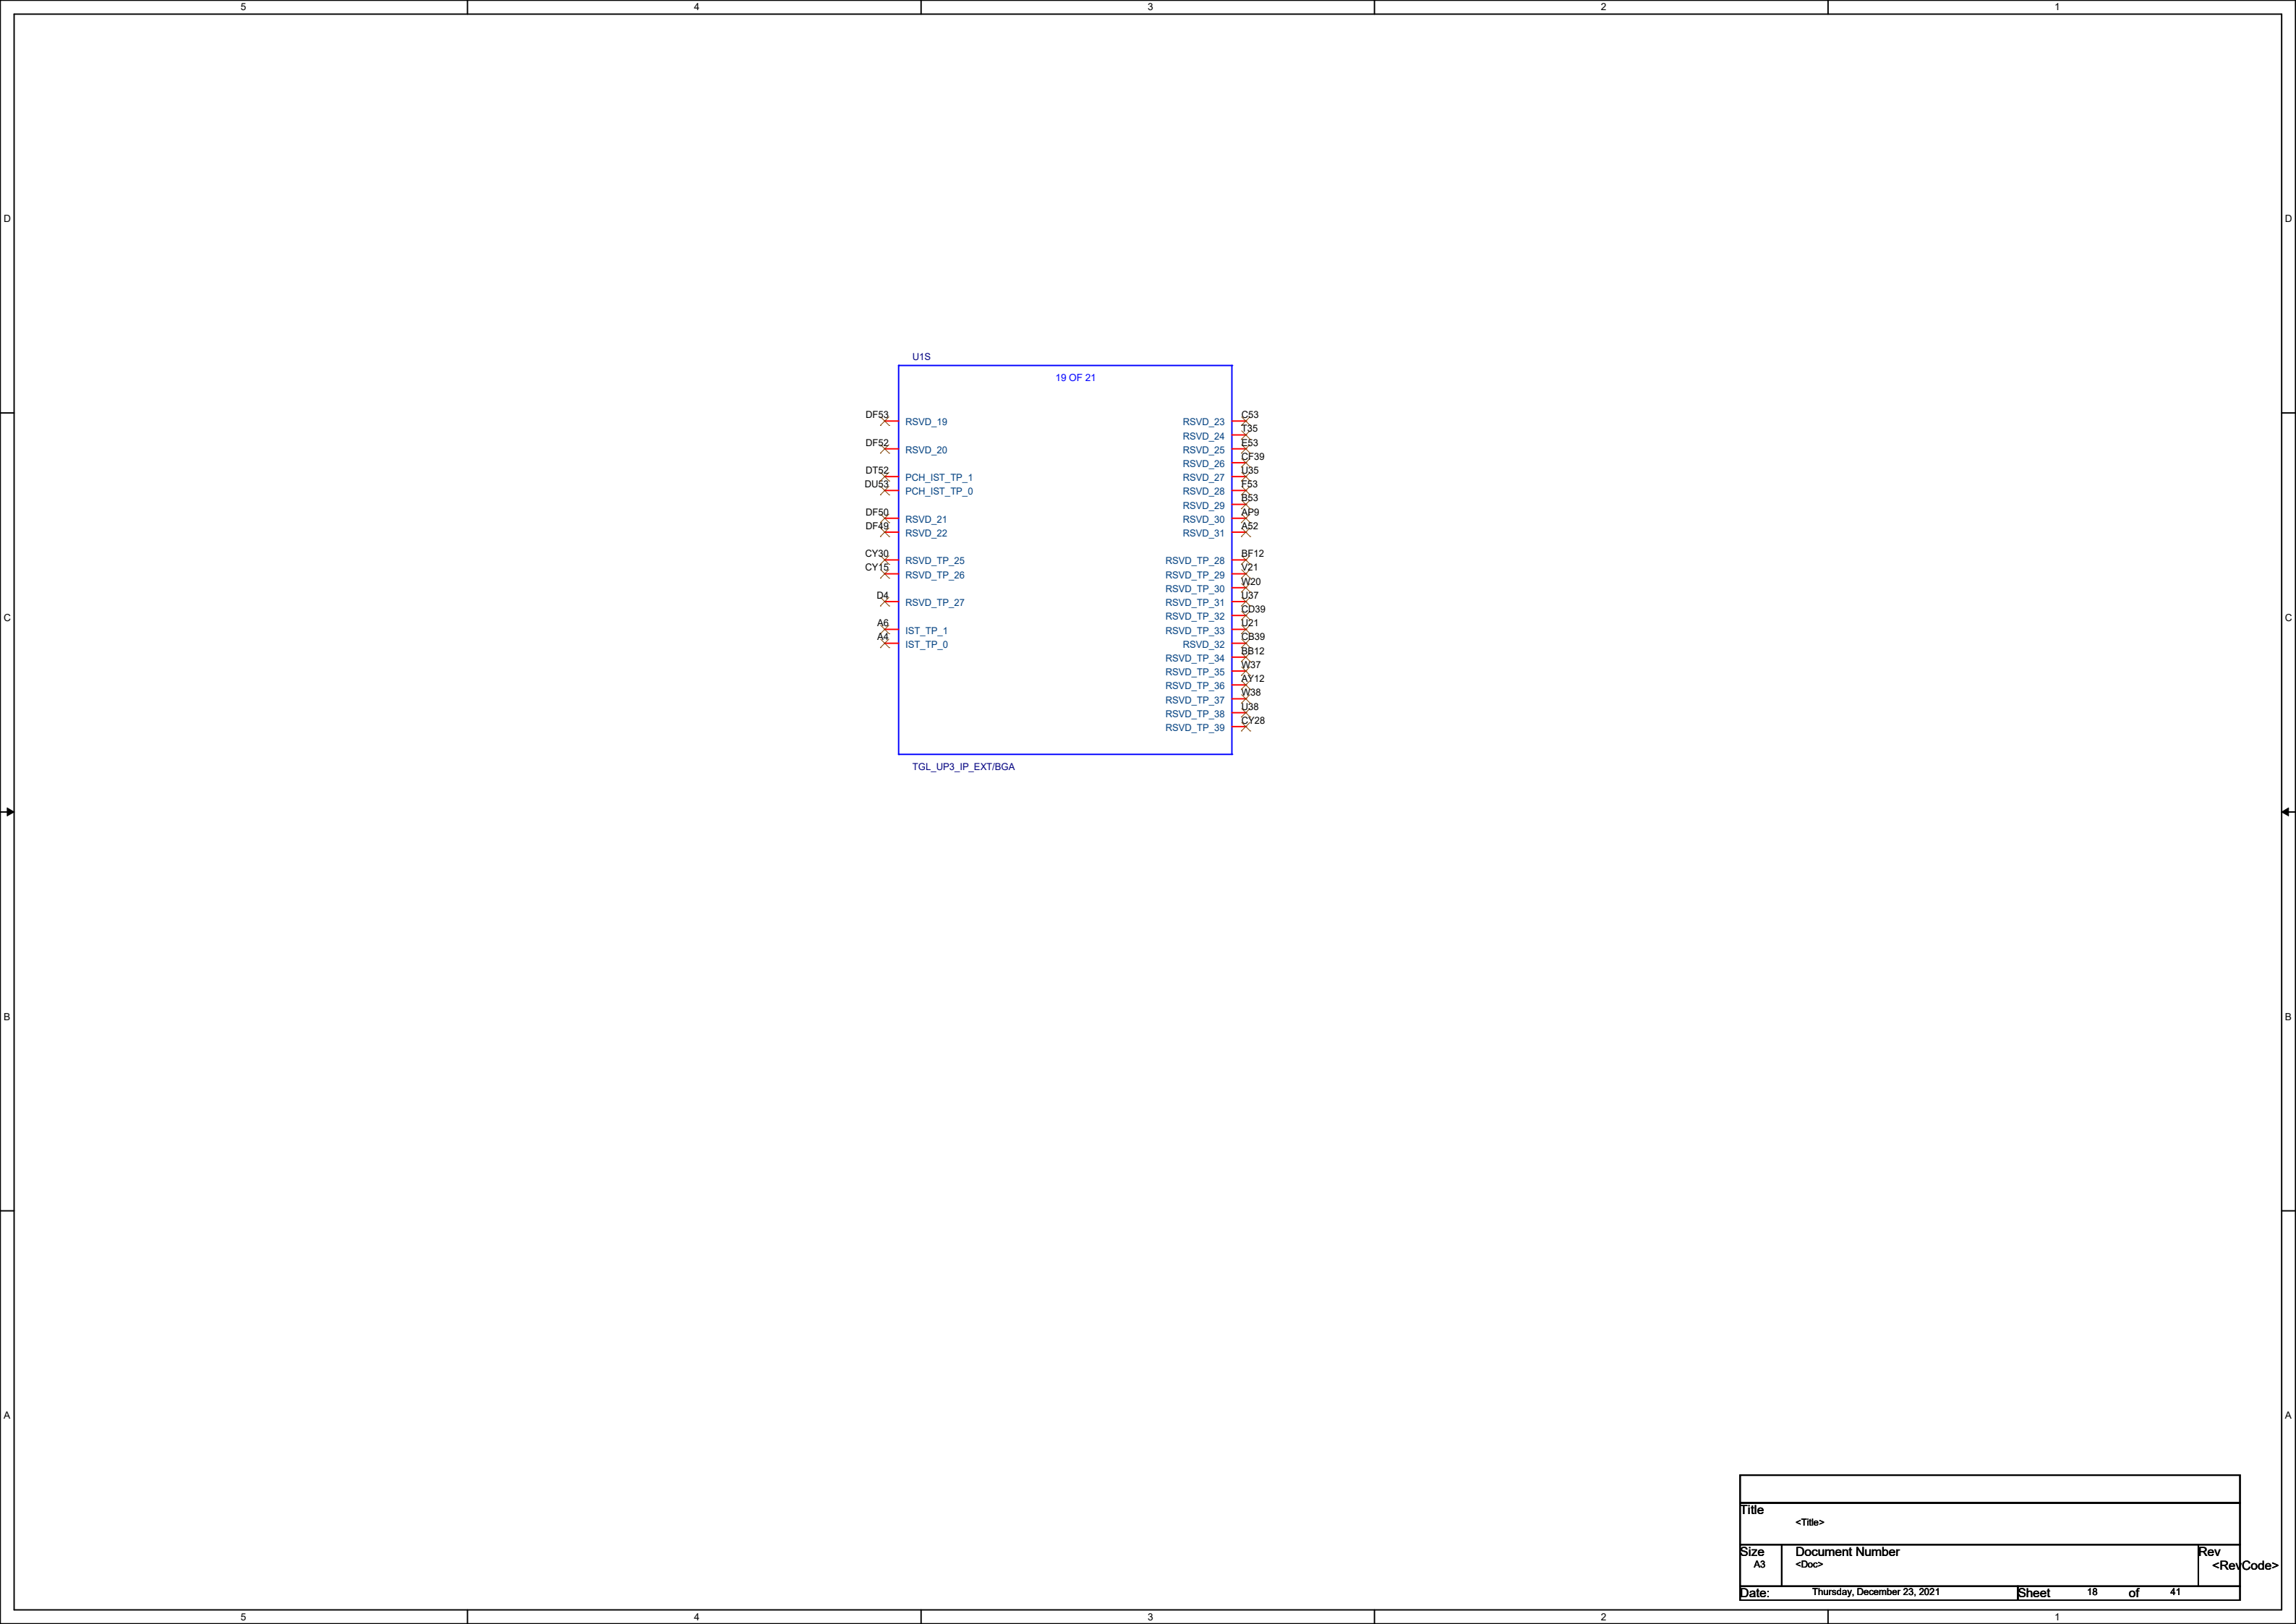 5 4 3 2 1
D D
U1S
19 OF 21
DF53 RSVD_19 RSVD_23 C53
RSVD_24 T35
DF52 RSVD_20 RSVD_25 E53
RSVD_26 CF39
DT52 PCH_IST_TP_1 RSVD_27 U35
DU53 PCH_IST_TP_0 RSVD_28 F53
RSVD_29 B53
DF50 RSVD_21 RSVD_30 AP9
DF49 RSVD_22 RSVD_31 A52
CY30 RSVD_TP_25 RSVD_TP_28 BF12
CY15 RSVD_TP_26 RSVD_TP_29 V21
RSVD_TP_30 W20
D4 RSVD_TP_27 RSVD_TP_31 U37
C RSVD_TP_32 CD39 C
A6 IST_TP_1 RSVD_TP_33 U21
A4 IST_TP_0 RSVD_32 CB39
RSVD_TP_34 BB12
RSVD_TP_35 W37
RSVD_TP_36 AY12
RSVD_TP_37 W38
RSVD_TP_38 U38
RSVD_TP_39 CY28
TGL_UP3_IP_EXT/BGA
B B
A A
Title
<Title>
Size Document Number Rev
A3 <Doc> <RevCode>
Date: Thursday, December 23, 2021 Sheet 18 of 41
5 4 3 2 1